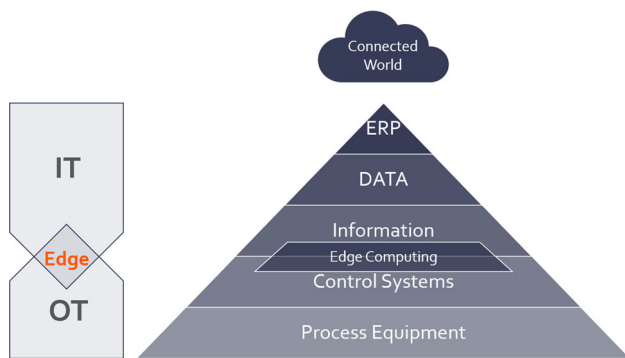 Connected
World
ERP
DATA
Information
Edge Computing
Control Systems
Process Equipment
IT
Edge
OT